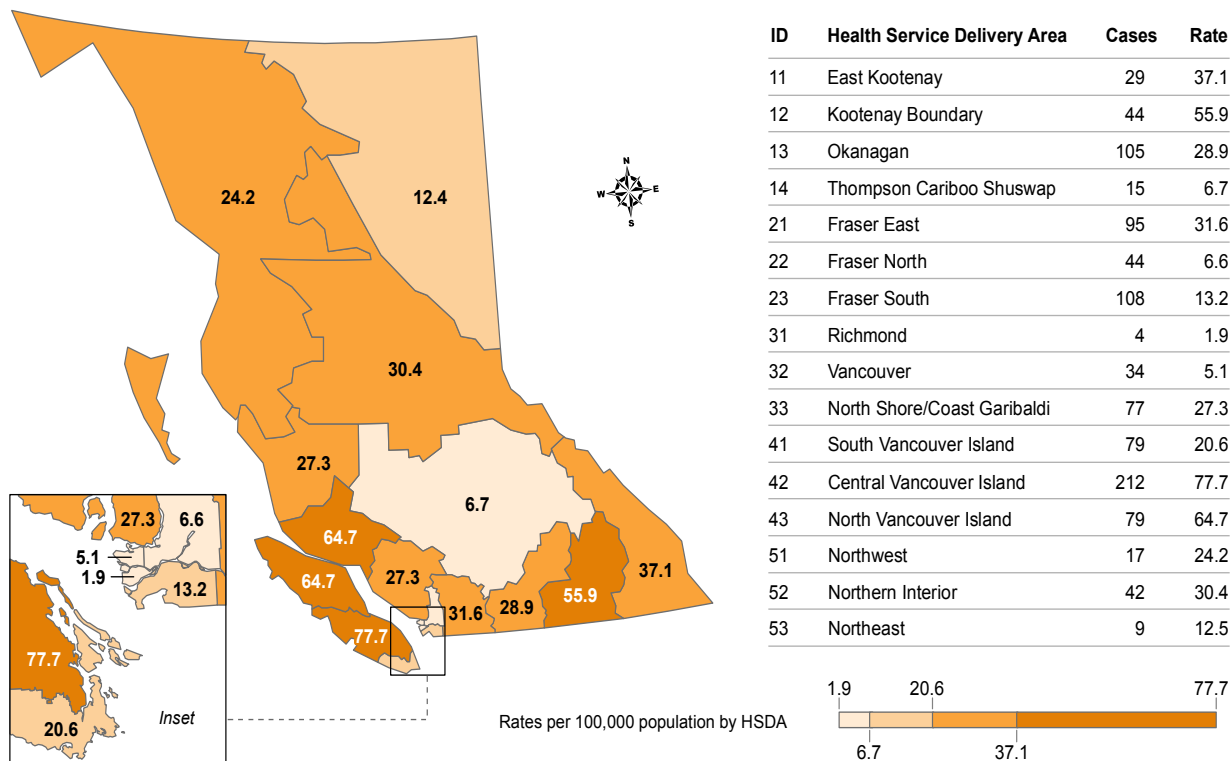 N
W E
S
24.2
12.4
30.4
27.3
6.7
64.7
64.7
27.3
31.6
28.9
55.9
37.1
77.7
27.3
6.6
5.1
1.9
13.2
77.7
20.6
Inset
ID Health Service Delivery Area Cases Rate
11 East Kootenay 29 37.1
12 Kootenay Boundary 44 55.9
13 Okanagan 105 28.9
14 Thompson Cariboo Shuswap 15 6.7
21 Fraser East 95 31.6
22 Fraser North 44 6.6
23 Fraser South 108 13.2
31 Richmond 4 1.9
32 Vancouver 34 5.1
33 North Shore/Coast Garibaldi 77 27.3
41 South Vancouver Island 79 20.6
42 Central Vancouver Island 212 77.7
43 North Vancouver Island 79 64.7
51 Northwest 17 24.2
52 Northern Interior 42 30.4
53 Northeast 9 12.5
Rates per 100,000 population by HSDA
1.9 20.6 77.7
6.7 37.1